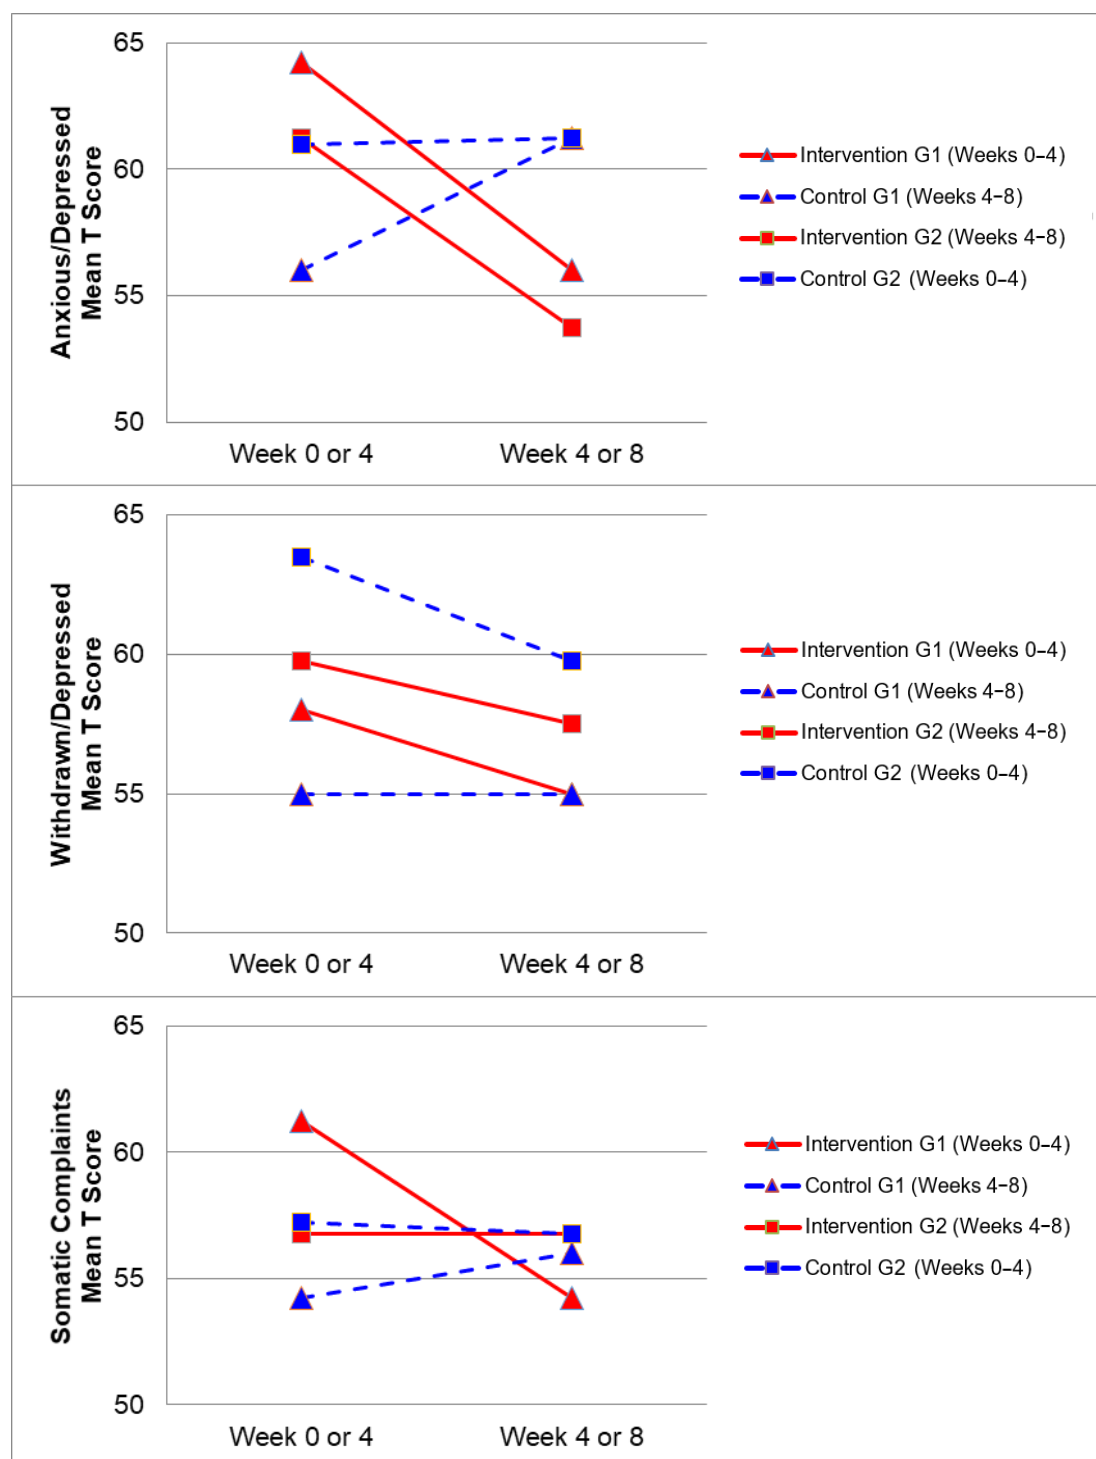 65
60
55
50
Anxious/Depressed
Mean T Score
Week 0 or 4
Week 4 or 8
Intervention G1 (Weeks 0–4)
Control G1 (Weeks 4–8)
Intervention G2 (Weeks 4–8)
Control G2 (Weeks 0–4)
65
60
55
50
Withdrawn/Depressed
Mean T Score
Week 0 or 4
Week 4 or 8
Intervention G1 (Weeks 0–4)
Control G1 (Weeks 4–8)
Intervention G2 (Weeks 4–8)
Control G2 (Weeks 0–4)
65
60
55
50
Somatic Complaints
Mean T Score
Week 0 or 4
Week 4 or 8
Intervention G1 (Weeks 0–4)
Control G1 (Weeks 4–8)
Intervention G2 (Weeks 4–8)
Control G2 (Weeks 0–4)